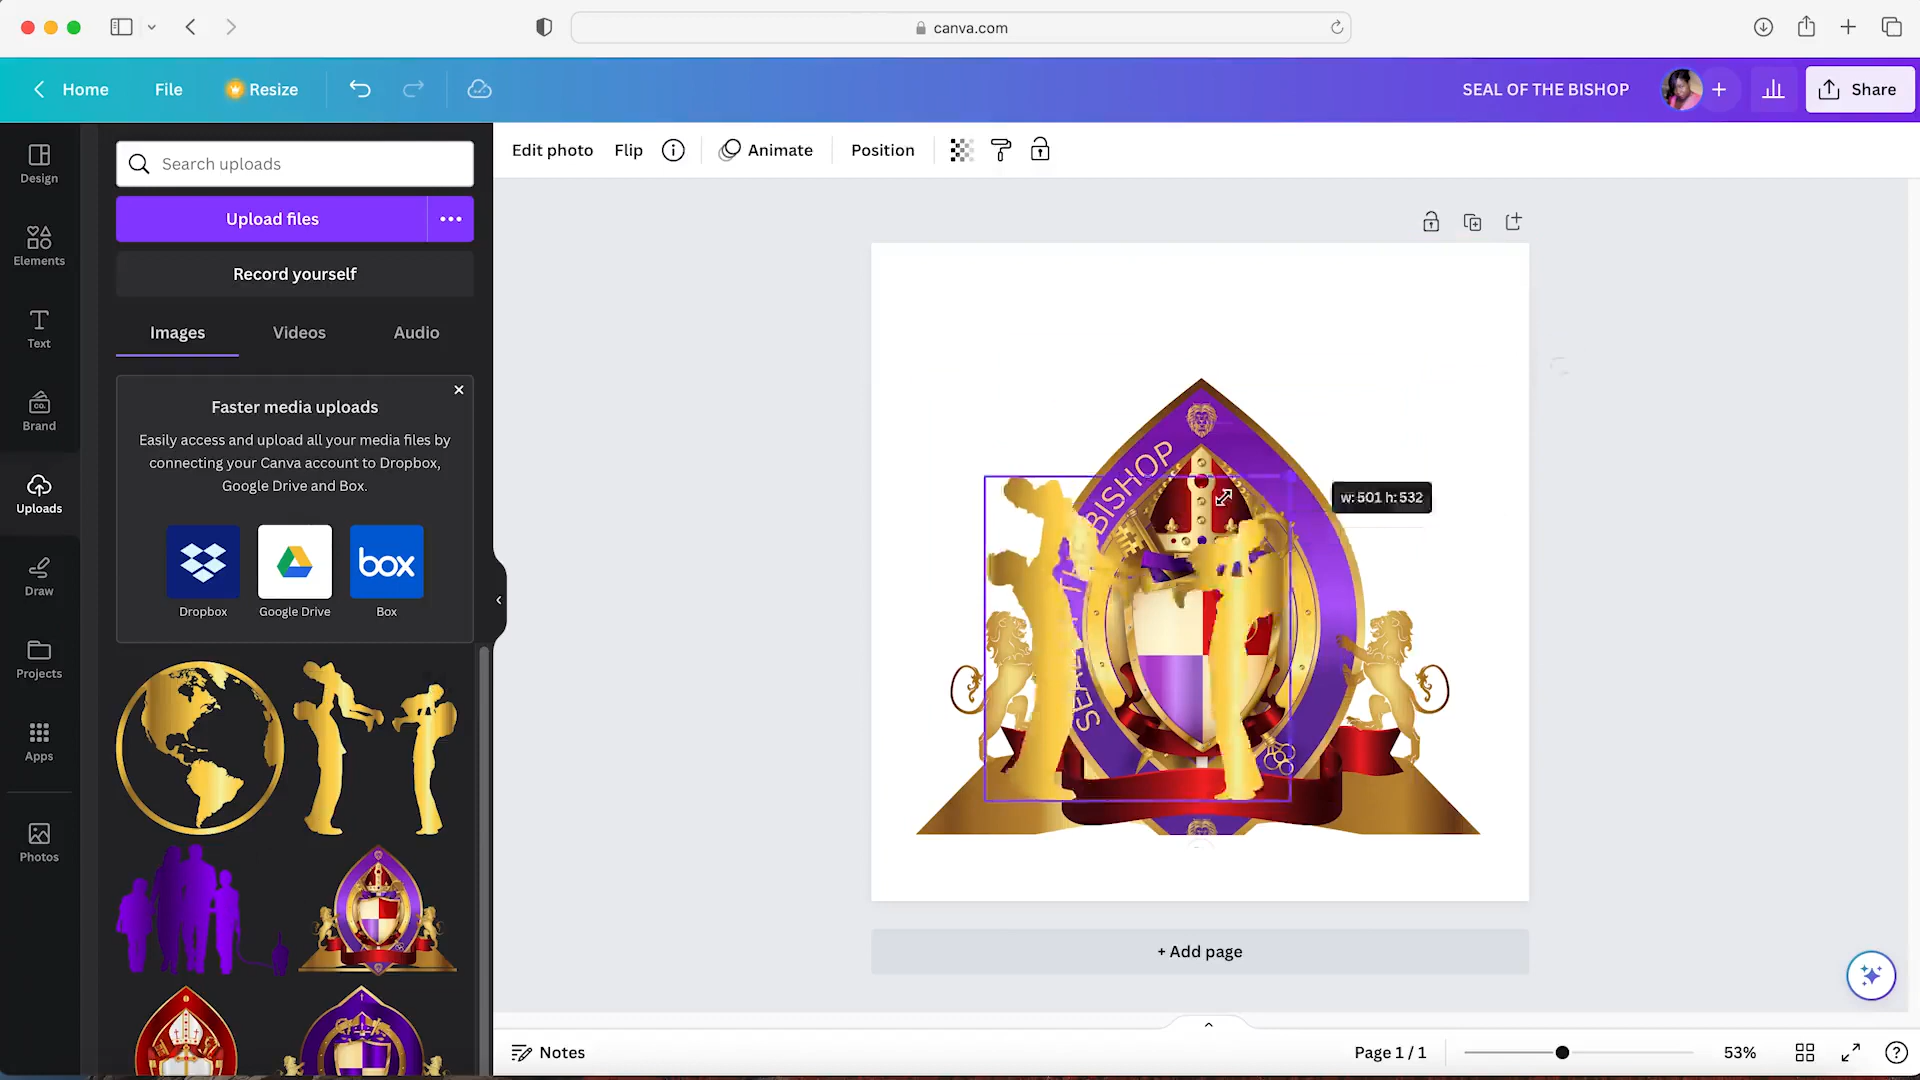 canva.com
Home
File
Resize
SEAL OF THE BISHOP
Share
Design
Elements
Text
co.
Brand
Uploads
Draw
Projects
Apps
Photos
Search uploads
Upload files
Record yourself
Images
Videos
Audio
Faster media uploads
Easily access and upload all your media files by
connecting your Canva account to Dropbox,
Google Drive and Box.
box
Dropbox
Google Drive
Box
Edit photo
Flip
Animate
Position
BISHOP
w: 501 h: 532
+ Add page
Notes
Page 1 / 1
53%